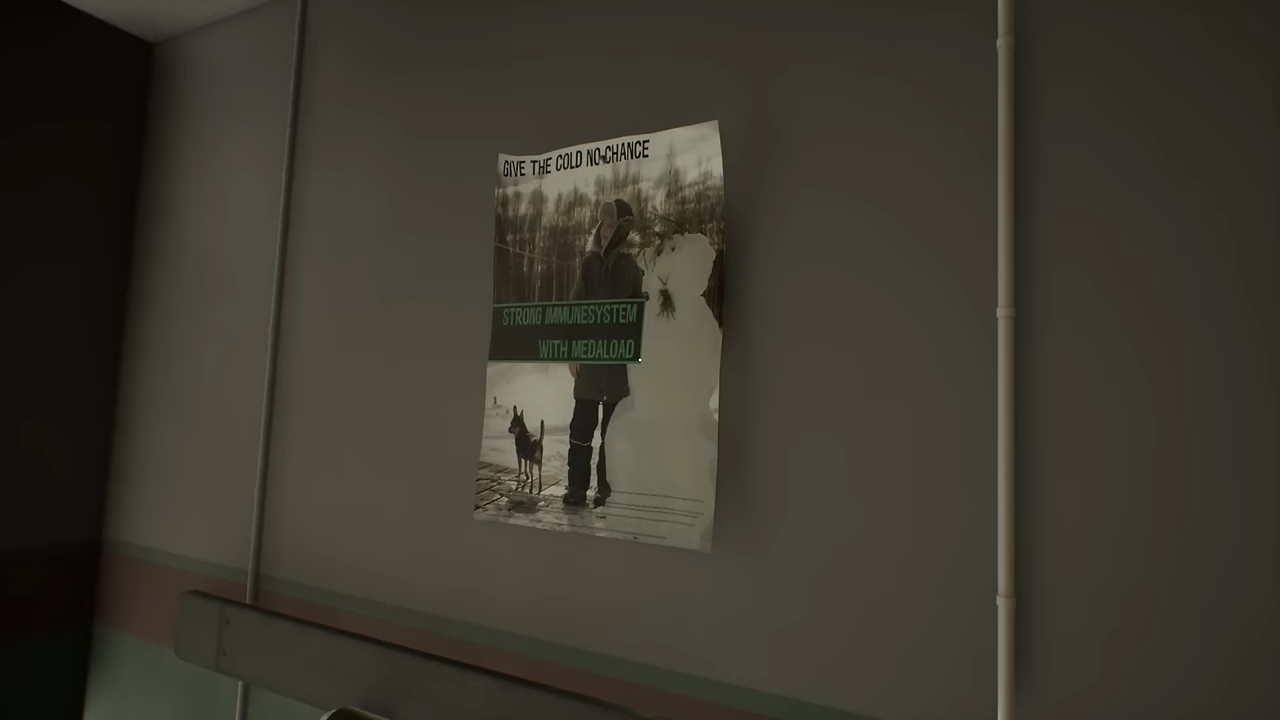 GIVE THE COLD NO CHANCE
STRONG IMMUNESYSTEM
WITH MEDALOAD